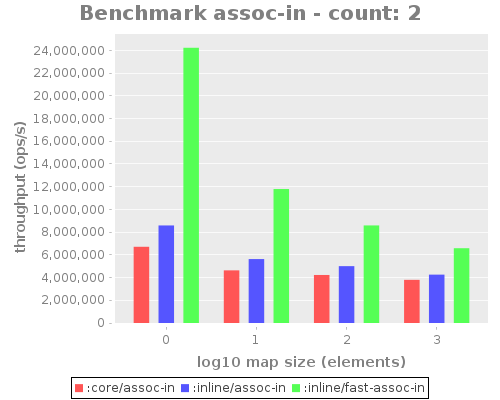 Benchmark assoc-in - count: 2
throughput (ops/s)
24,000,000
22,000,000
20,000,000
18,000,000
16,000,000
14,000,000
12,000,000
10,000,000
8,000,000
6,000,000
4,000,000
2,000,000
0
0 1 2 3
log10 map size (elements)
:core/assoc-in :inline/assoc-in :inline/fast-assoc-in